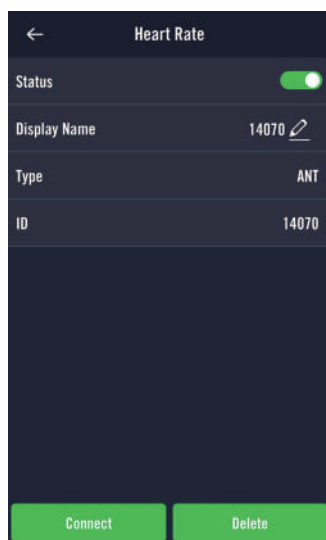 Heart Rate
Status
Display Name 14070
Type ANT
ID 14070
Connect Delete